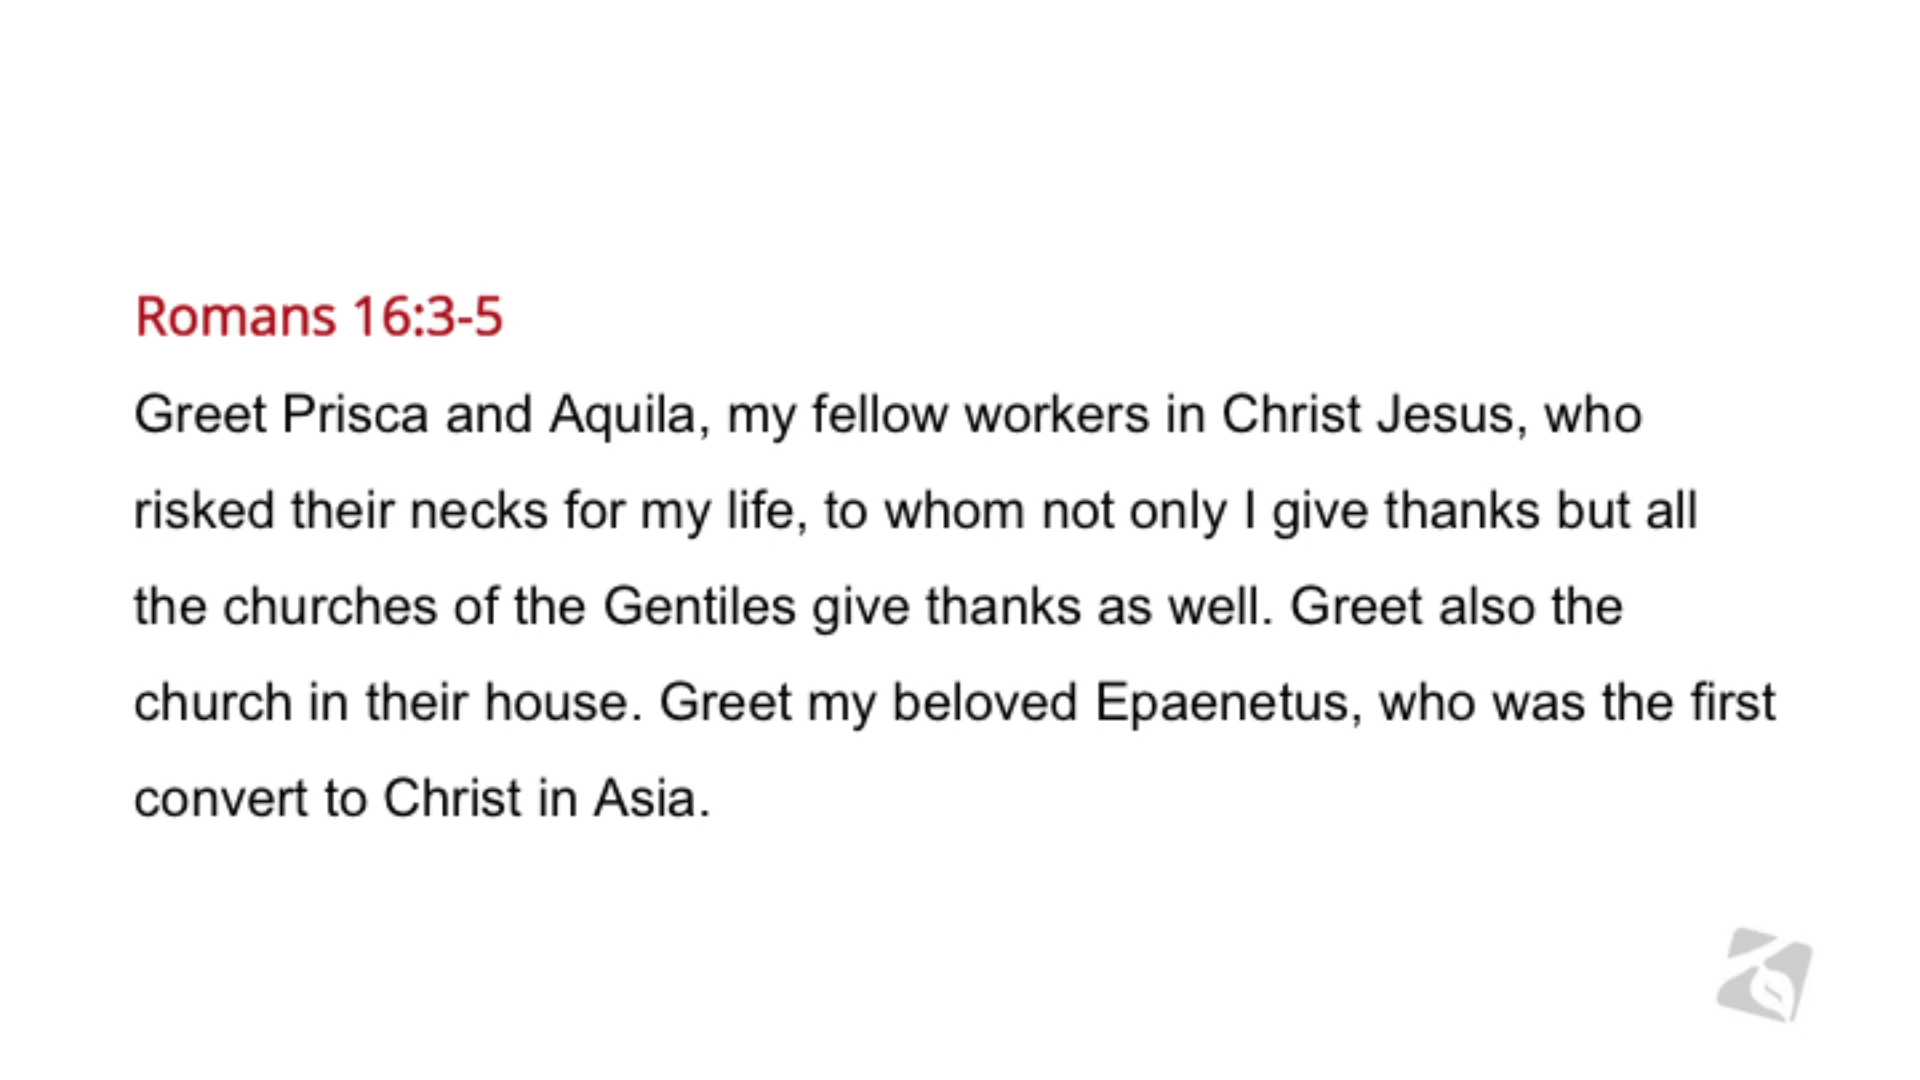 Romans 16:3-5
Greet Prisca and Aquila, my fellow workers in Christ Jesus, who
risked their necks for my life, to whom not only I give thanks but all
the churches of the Gentiles give thanks as well. Greet also the
church in their house. Greet my beloved Epaenetus, who was the first
convert to Christ in Asia.